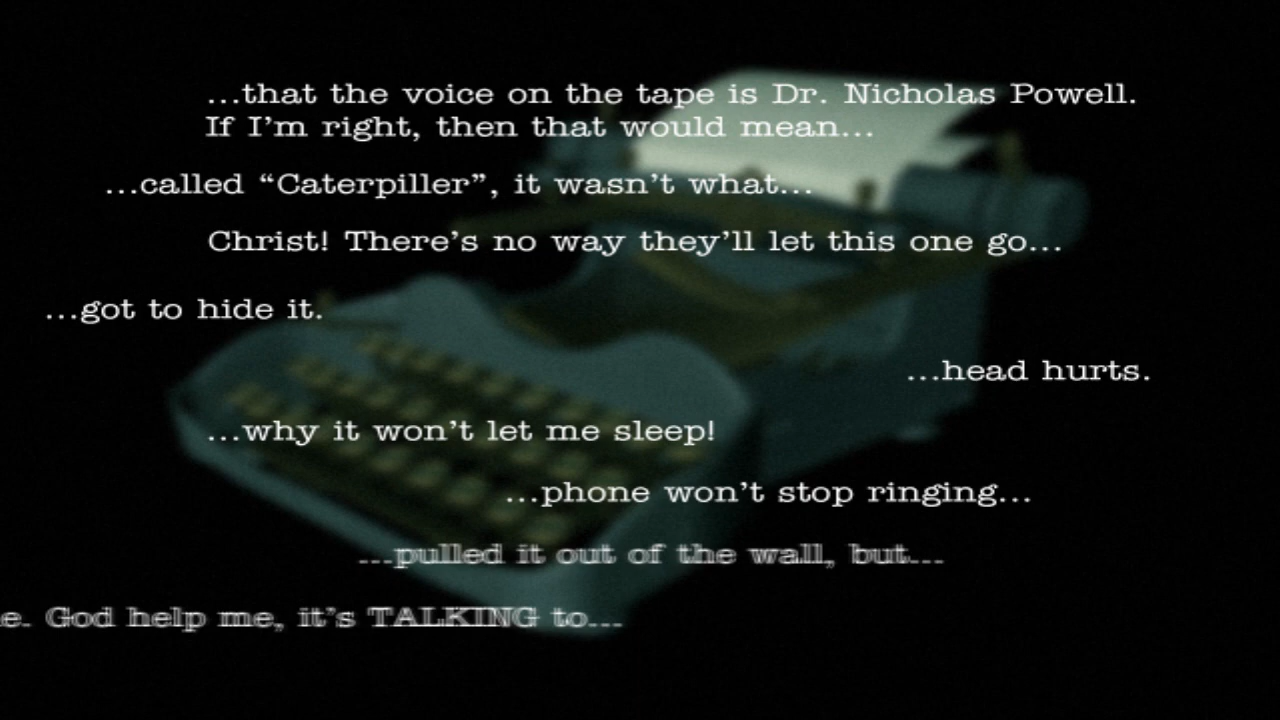 …that the voice on the tape is Dr. Nicholas Powell.
If I’m right, then that would mean…
…called “Caterpiller”, it wasn’t what…
Christ! There’s no way they’ll let this one go…
…got to hide it.
…head hurts.
…why it won’t let me sleep!
…phone won’t stop ringing…
…pulled it out of the wall, but…
e. God help me, it’s TALKING to…